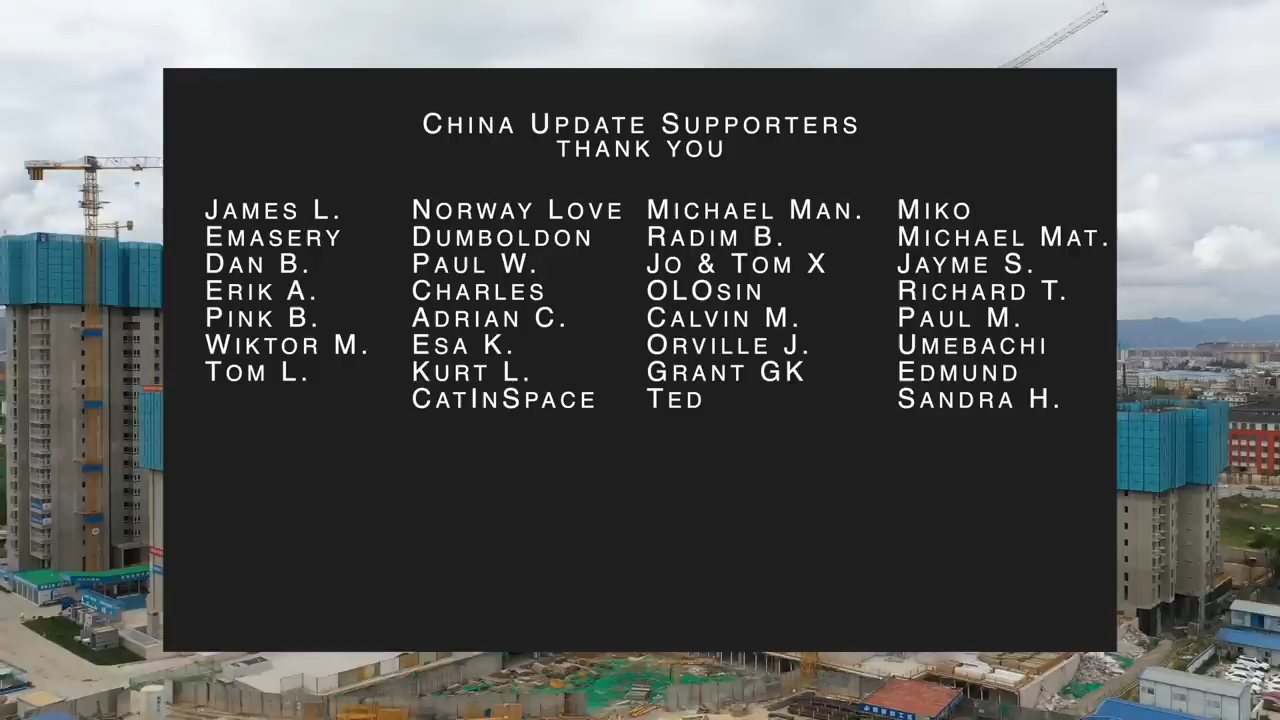 China Update Supporters
THANK YOU
James L.
Emasery
Dan B.
Erik A.
Pink B.
Wiktor M.
Tom L.
Norway Love
Dumboldon
Paul W.
Charles
Adrian C.
Esa K.
Kurt L.
CatInSpace
Michael Man.
Radim B.
Jo & Tom X
OLOsin
Calvin M.
Orville J.
Grant GK
Ted
Miko
Michael Mat.
Jayme S.
Richard T.
Paul M.
Umebachi
Edmund
Sandra H.